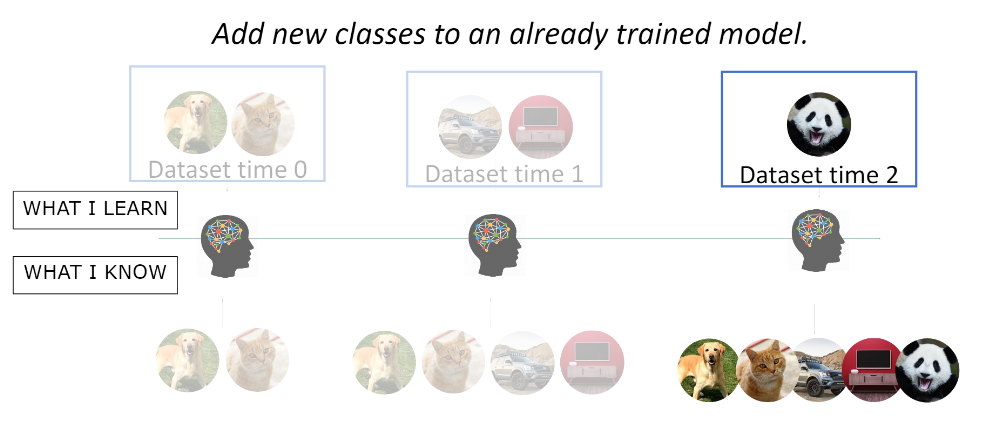 Add new classes to an already trained model.
Dataset time 0
Dataset time 1
Dataset time 2
WHAT I LEARN
WHAT I KNOW